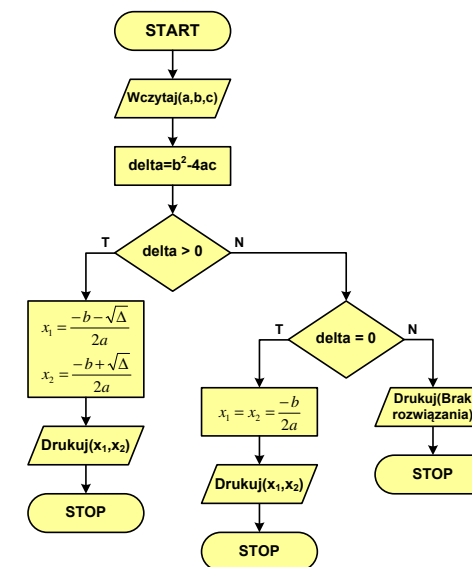 START
Wczytaj(a,b,c)
delta=b²-4ac
T
delta > 0
N
x₁ = (-b - √Δ) / 2a
x₂ = (-b + √Δ) / 2a
Drukuj(x₁,x₂)
STOP
T
delta = 0
N
x₁ = x₂ = -b / 2a
Drukuj(x₁,x₂)
STOP
Drukuj(Brak
rozwiązania)
STOP